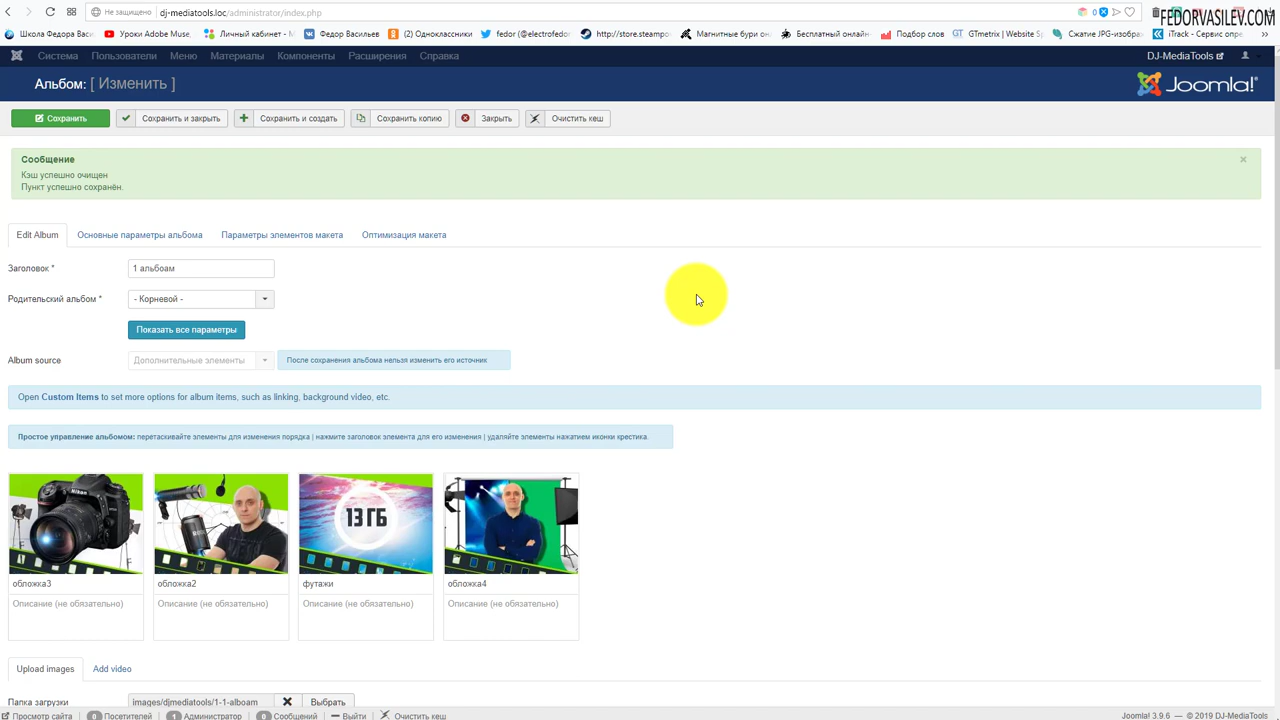 Не защищено dj-mediatools.loc/administrator/index.php
0
FEDORVASILEV.COM
Школа Федора Васи
Уроки Adobe Muse,
Личный кабинет - М
Федор Васильев
(2) Одноклассники
fedor (@electrofedo
http://store.steampo
Магнитные бури он
Бесплатный онлайн-
Подбор слов
GTmetrix | Website S
Сжатие JPG-изобра
iTrack - Сервис опре
Система Пользователи Меню Материалы Компоненты Расширения Справка
DJ-MediaTools
Альбом: [ Изменить ]
Joomla!®
Сохранить Сохранить и закрыть Сохранить и создать Сохранить копию Закрыть Очистить кеш
Сообщение
×
Кэш успешно очищен
Пункт успешно сохранён.
Edit Album Основные параметры альбома Параметры элементов макета Оптимизация макета
Заголовок * 1 альбоам
Родительский альбом * - Корневой -
Показать все параметры
Album source Дополнительные элементы После сохранения альбома нельзя изменить его источник
Open Custom Items to set more options for album items, such as linking, background video, etc.
Простое управление альбомом: перетаскивайте элементы для изменения порядка | нажмите заголовок элемента для его изменения | удаляйте элементы нажатием иконки крестика.
Nikon
13 ГБ
обложка3 обложка2 футажи обложка4
Описание (не обязательно) Описание (не обязательно) Описание (не обязательно) Описание (не обязательно)
Upload images Add video
Папка загрузки images/djmediatools/1-1-alboam Выбрать
Просмотр сайта 0 Посетителей 1 Администратор 0 Сообщений Выйти Очистить кеш
Joomla! 3.9.6 — © 2019 DJ-MediaTools